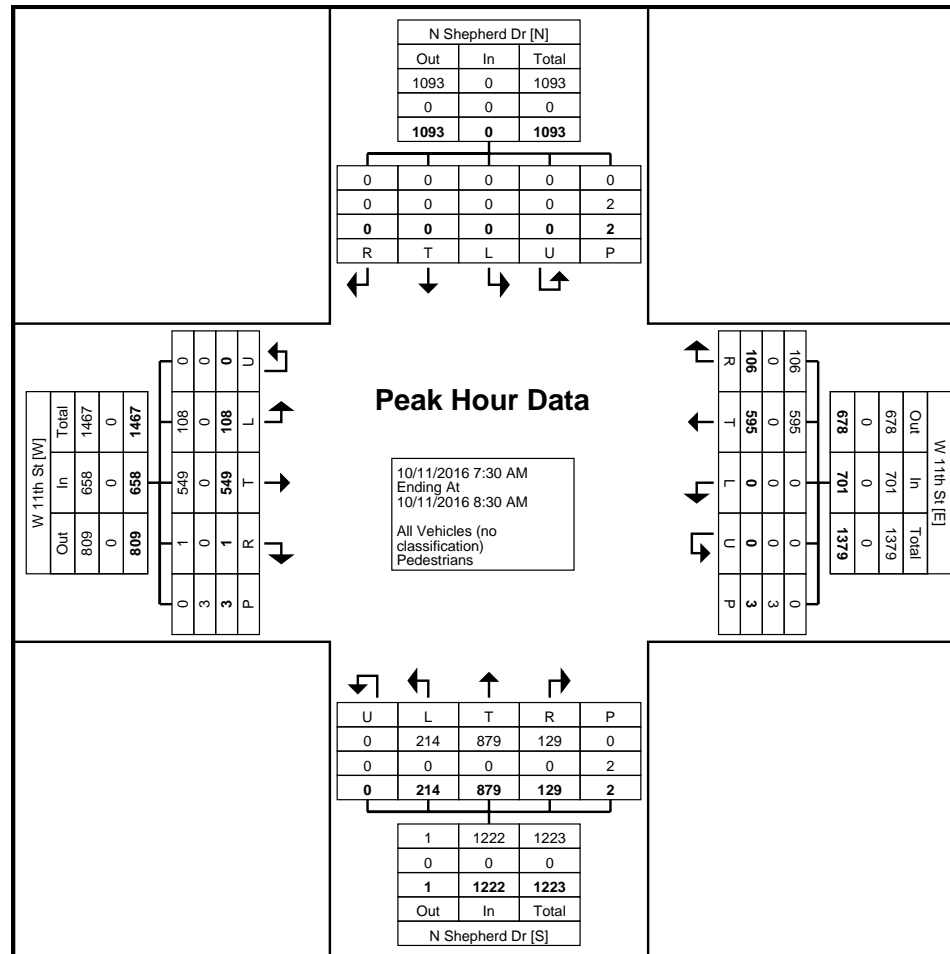 N Shepherd Dr [N]
Out In Total
1093 0 1093
0 0 0
1093 0 1093
0 0 0 0 0
0 0 0 0 2
0 0 0 0 2
R T L U P
W 11th St [W]
Total In Out
1467 658 809
0 0 0
1467 658 809
0 108 549 1 0
0 0 0 0 3
0 108 549 1 3
U L T R P
Peak Hour Data
10/11/2016 7:30 AM
Ending At
10/11/2016 8:30 AM
All Vehicles (no
classification)
Pedestrians
W 11th St [E]
Out In Total
678 701 1379
0 0 0
678 701 1379
106 595 0 0 0
0 0 0 0 3
106 595 0 0 3
R T L U P
U L T R P
0 214 879 129 0
0 0 0 0 2
0 214 879 129 2
1 1222 1223
0 0 0
1 1222 1223
Out In Total
N Shepherd Dr [S]